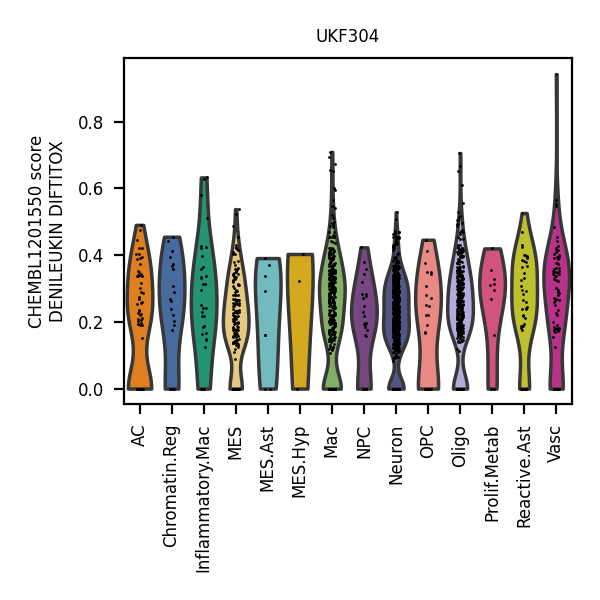 UKF304
CHEMBL1201550 score
DENILEUKIN DIFTITOX
0.8
0.6
0.4
0.2
0.0
AC
Chromatin.Reg
Inflammatory.Mac
MES
MES.Ast
MES.Hyp
Mac
NPC
Neuron
OPC
Oligo
Prolif.Metab
Reactive.Ast
Vasc